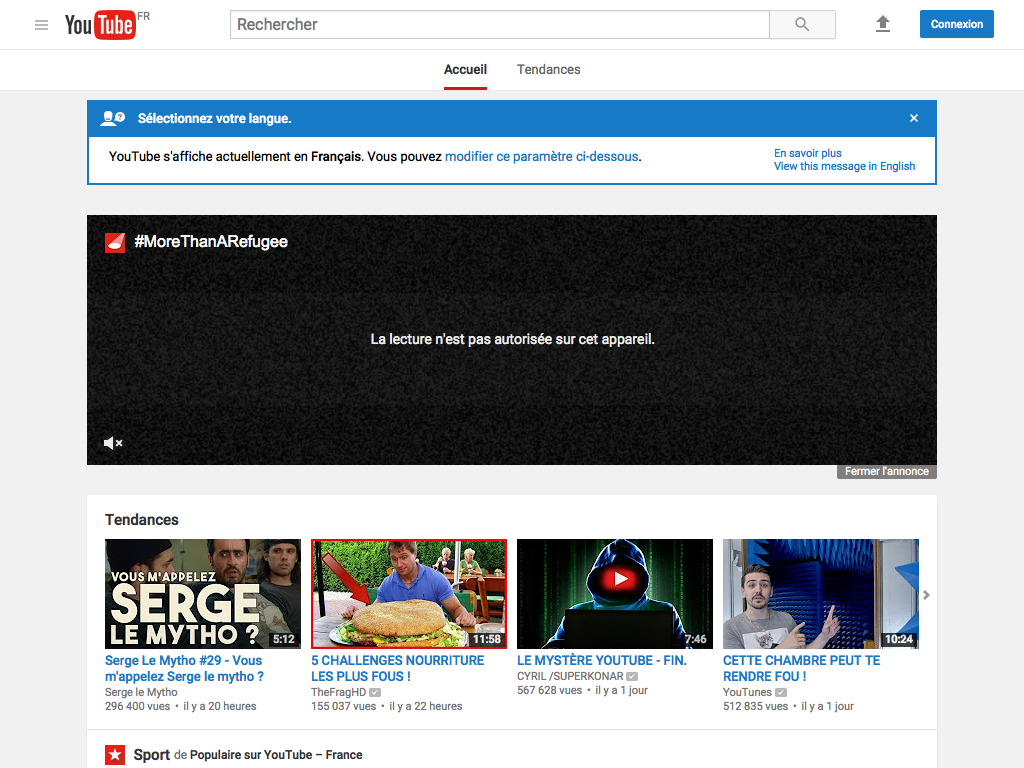 YouTube FR
Rechercher
Connexion
Accueil Tendances
Sélectionnez votre langue.
YouTube s'affiche actuellement en Français. Vous pouvez modifier ce paramètre ci-dessous.
En savoir plus
View this message in English
#MoreThanARefugee
La lecture n'est pas autorisée sur cet appareil.
Fermer l'annonce
Tendances
VOUS M'APPELEZ
SERGE
LE MYTHO ?
5:12
Serge Le Mytho #29 - Vous
m'appelez Serge le mytho ?
Serge le Mytho
296 400 vues • il y a 20 heures
11:58
5 CHALLENGES NOURRITURE
LES PLUS FOUS !
TheFragHD
155 037 vues • il y a 22 heures
7:46
LE MYSTÈRE YOUTUBE - FIN.
CYRIL /SUPERKONAR
567 628 vues • il y a 1 jour
10:24
CETTE CHAMBRE PEUT TE
RENDRE FOU !
YouTunes
512 835 vues • il y a 1 jour
Sport de Populaire sur YouTube – France